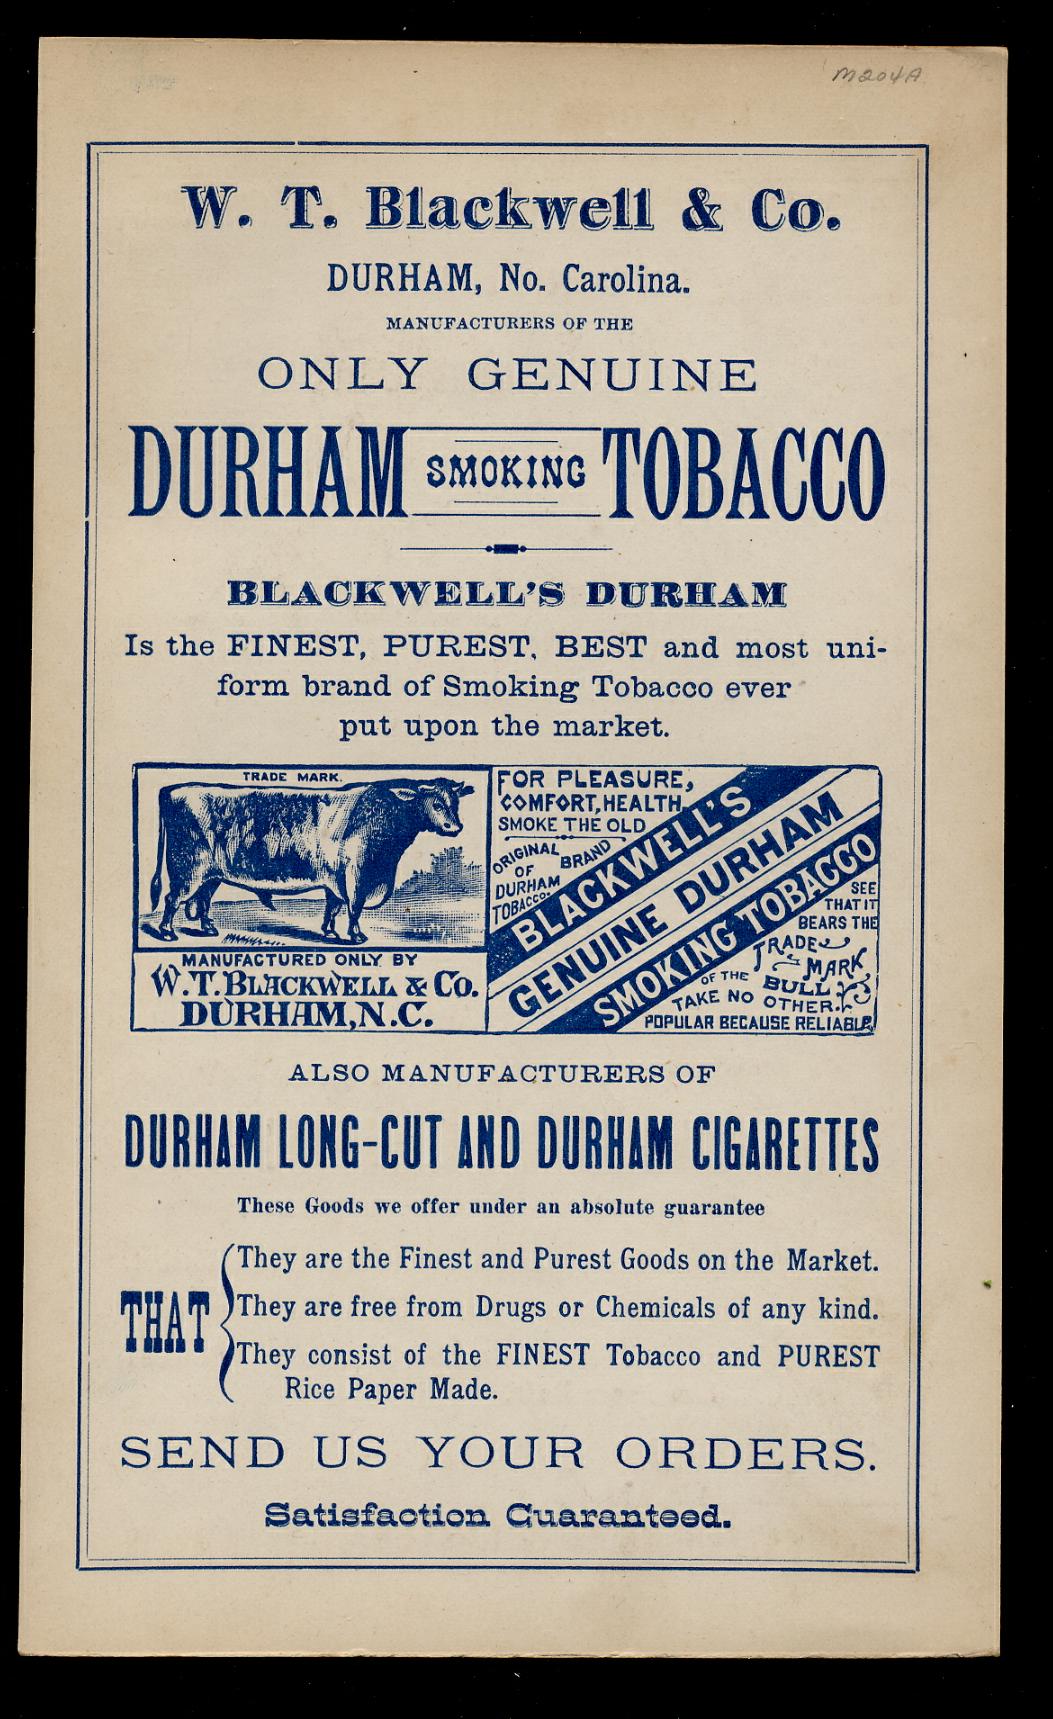 M204A
W. T. Blackwell & Co.
DURHAM, No. Carolina.
MANUFACTURERS OF THE
ONLY GENUINE
DURHAM SMOKING TOBACCO
BLACKWELL'S DURHAM
Is the FINEST, PUREST, BEST and most uni-
form brand of Smoking Tobacco ever
put upon the market.
TRADE MARK.
MANUFACTURED ONLY BY
W. T. BLACKWELL & Co.
DURHAM, N.C.
FOR PLEASURE,
COMFORT, HEALTH,
SMOKE THE OLD
ORIGINAL BRAND
OF
DURHAM
TOBACCO.
BLACKWELL'S
GENUINE DURHAM
SMOKING TOBACCO
SEE
THAT IT
BEARS THE
TRADE
MARK
OF THE BULL
TAKE NO OTHER.
POPULAR BECAUSE RELIABLE,
ALSO MANUFACTURERS OF
DURHAM LONG-CUT AND DURHAM CIGARETTES
These Goods we offer under an absolute guarantee
THAT
They are the Finest and Purest Goods on the Market.
They are free from Drugs or Chemicals of any kind.
They consist of the FINEST Tobacco and PUREST
Rice Paper Made.
SEND US YOUR ORDERS.
Satisfaction Guaranteed.